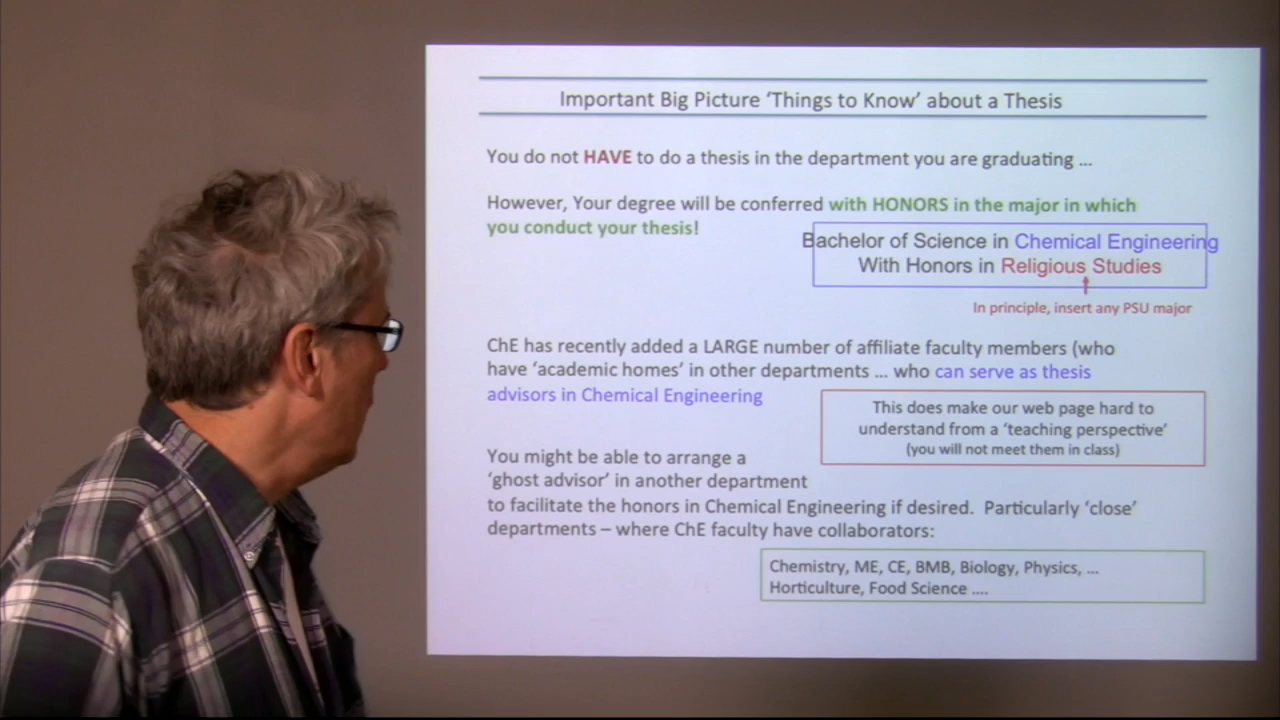 Important Big Picture ‘Things to Know’ about a Thesis
You do not HAVE to do a thesis in the department you are graduating ...
However, Your degree will be conferred with HONORS in the major in which
you conduct your thesis!
Bachelor of Science in Chemical Engineering
With Honors in Religious Studies
In principle, insert any PSU major
ChE has recently added a LARGE number of affiliate faculty members (who
have ‘academic homes’ in other departments ... who can serve as thesis
advisors in Chemical Engineering
This does make our web page hard to
understand from a ‘teaching perspective’
(you will not meet them in class)
You might be able to arrange a
‘ghost advisor’ in another department
to facilitate the honors in Chemical Engineering if desired. Particularly ‘close’
departments – where ChE faculty have collaborators:
Chemistry, ME, CE, BMB, Biology, Physics, ...
Horticulture, Food Science ....